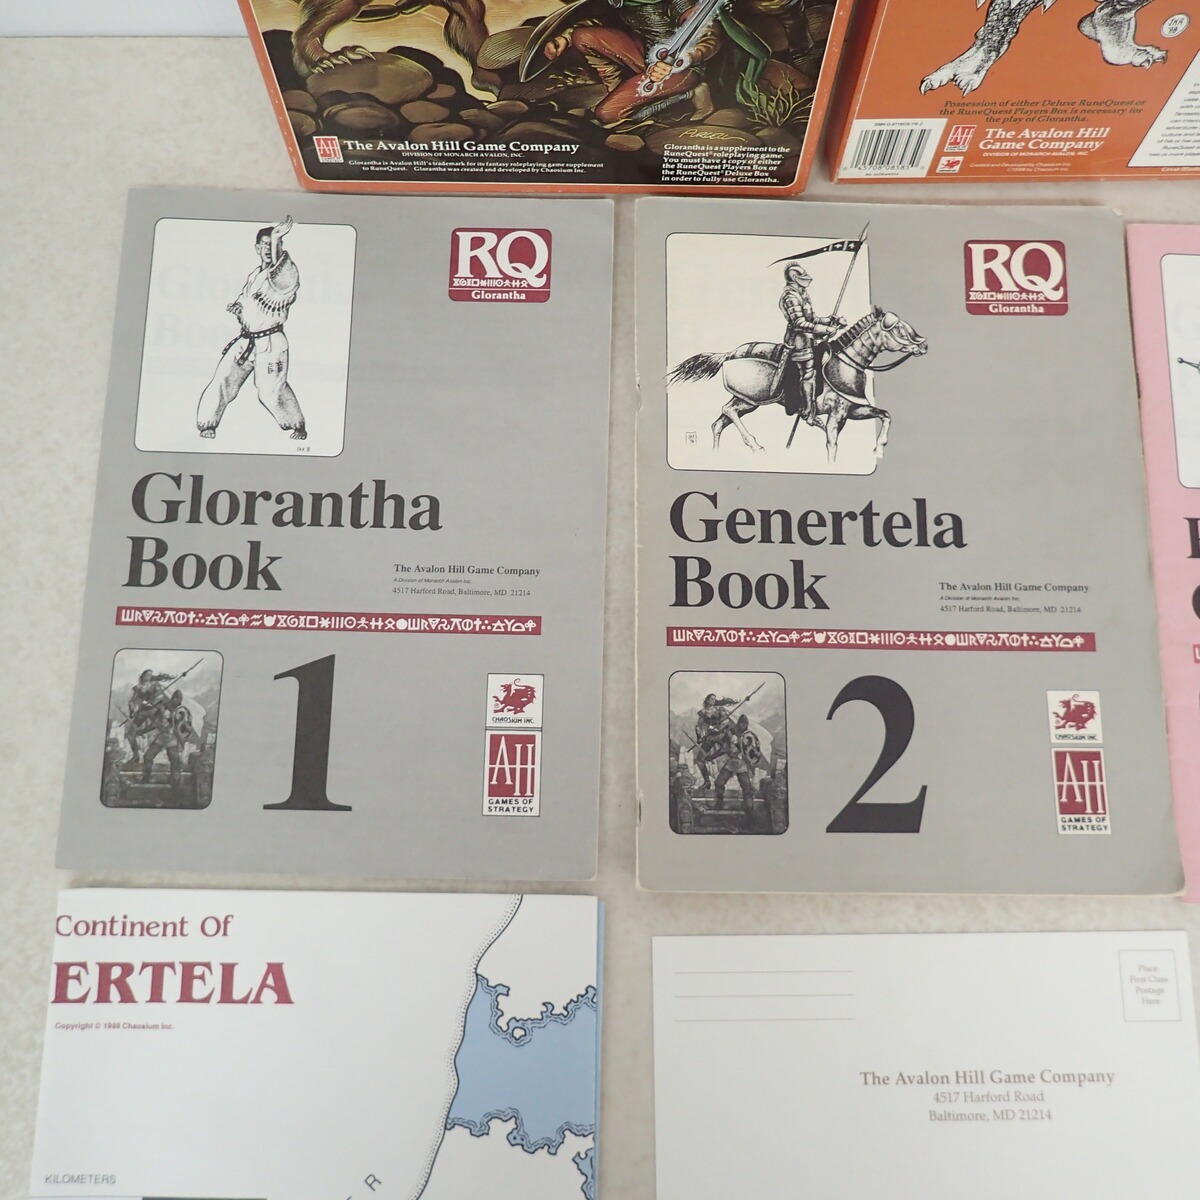 PURCELL
AH
The Avalon Hill Game Company
DIVISION OF MONARCH AVALON, INC.
Glorantha is Avalon Hill's trademark for its fantasy roleplaying game supplement
to RuneQuest. Glorantha was created and developed by Chaosium Inc.
Glorantha is a supplement to the
RuneQuest® roleplaying game.
You must have a copy of either
the RuneQuest Players Box or
the RuneQuest® Deluxe Box
in order to fully use Glorantha.
Possession of either Deluxe RuneQuest or
the RuneQuest Players Box is necessary for
the play of Glorantha.
AH
The Avalon Hill
Game Company
DIVISION OF MONARCH AVALON, INC.
RQ
Glorantha
Glorantha
Book
The Avalon Hill Game Company
A Division of Monarch Avalon Inc.
4517 Harford Road, Baltimore, MD 21214
1
CHAOSIUM INC.
AH
GAMES OF
STRATEGY
RQ
Glorantha
Genertela
Book
The Avalon Hill Game Company
A Division of Monarch Avalon Inc.
4517 Harford Road, Baltimore, MD 21214
2
CHAOSIUM INC
AH
GAMES OF
STRATEGY
Continent Of
ERTELA
Copyright © 1988 Chaosium Inc.
KILOMETERS
E R
Place
First Class
Postage
Here
The Avalon Hill Game Company
4517 Harford Road
Baltimore, MD 21214